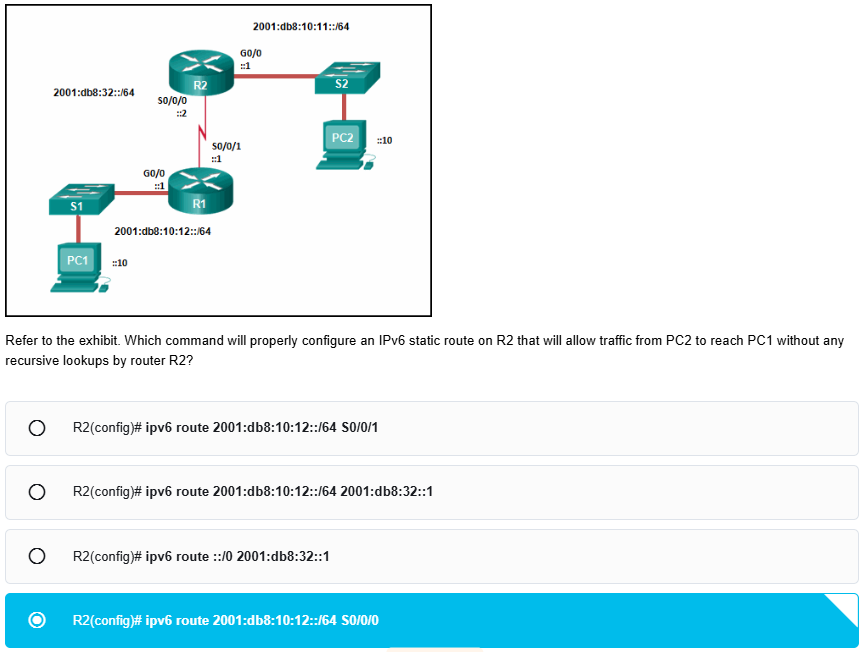 2001:db8:10:11::/64
G0/0
::1
R2
S2
2001:db8:32::/64
S0/0/0
::2
PC2
::10
S0/0/1
::1
G0/0
::1
S1
R1
2001:db8:10:12::/64
PC1
::10
Refer to the exhibit. Which command will properly configure an IPv6 static route on R2 that will allow traffic from PC2 to reach PC1 without any
recursive lookups by router R2?
R2(config)# ipv6 route 2001:db8:10:12::/64 S0/0/1
R2(config)# ipv6 route 2001:db8:10:12::/64 2001:db8:32::1
R2(config)# ipv6 route ::/0 2001:db8:32::1
R2(config)# ipv6 route 2001:db8:10:12::/64 S0/0/0